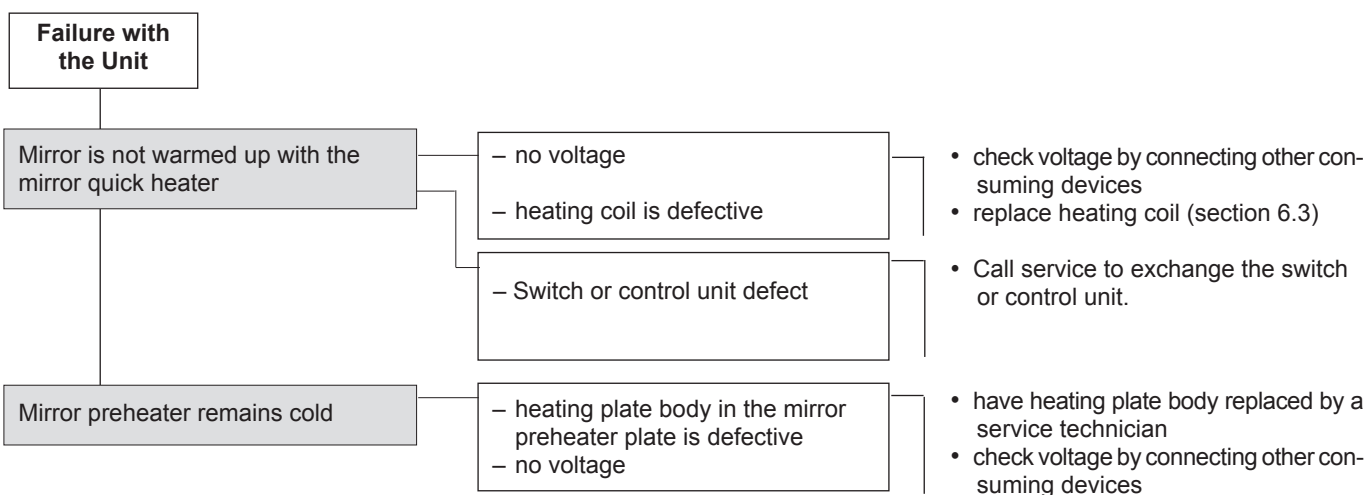 Failure with
the Unit
Mirror is not warmed up with the
mirror quick heater
– no voltage
– heating coil is defective
• check voltage by connecting other con-
suming devices
• replace heating coil (section 6.3)
– Switch or control unit defect
• Call service to exchange the switch
or control unit.
Mirror preheater remains cold
– heating plate body in the mirror
preheater plate is defective
– no voltage
• have heating plate body replaced by a
service technician
• check voltage by connecting other con-
suming devices